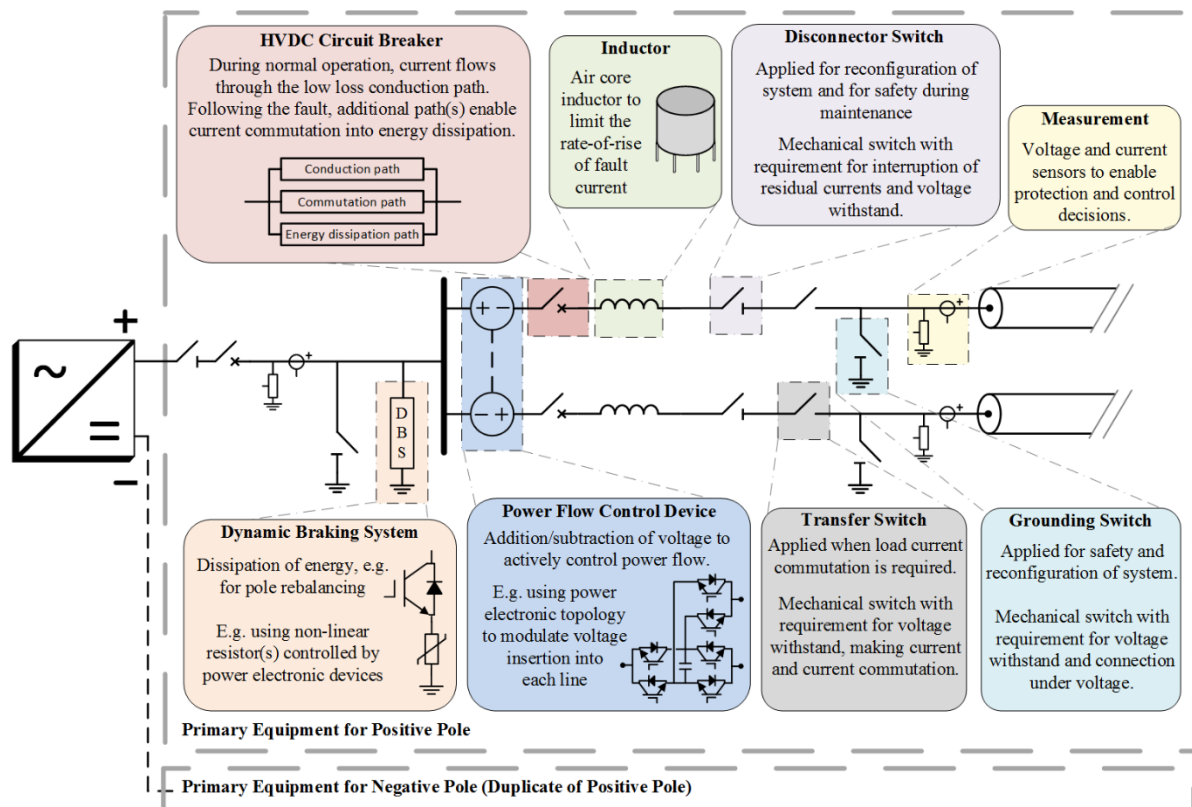 HVDC Circuit Breaker
During normal operation, current flows
through the low loss conduction path.
Following the fault, additional path(s) enable
current commutation into energy dissipation.
Conduction path
Commutation path
Energy dissipation path
Inductor
Air core
inductor to
limit the
rate-of-rise
of fault
current
Disconnector Switch
Applied for reconfiguration of
system and for safety during
maintenance
Mechanical switch with
requirement for interruption of
residual currents and voltage
withstand.
Measurement
Voltage and current
sensors to enable
protection and control
decisions.
+
~
=
−
+
+ −
− +
+
+
D
B
S
Dynamic Braking System
Dissipation of energy, e.g.
for pole rebalancing
E.g. using non-linear
resistor(s) controlled by
power electronic devices
Power Flow Control Device
Addition/subtraction of voltage to
actively control power flow.
E.g. using power
electronic topology
to modulate voltage
insertion into
each line
Transfer Switch
Applied when load current
commutation is required.
Mechanical switch with
requirement for voltage
withstand, making current
and current commutation.
Grounding Switch
Applied for safety and
reconfiguration of system.
Mechanical switch with
requirement for voltage
withstand and connection
under voltage.
Primary Equipment for Positive Pole
Primary Equipment for Negative Pole (Duplicate of Positive Pole)